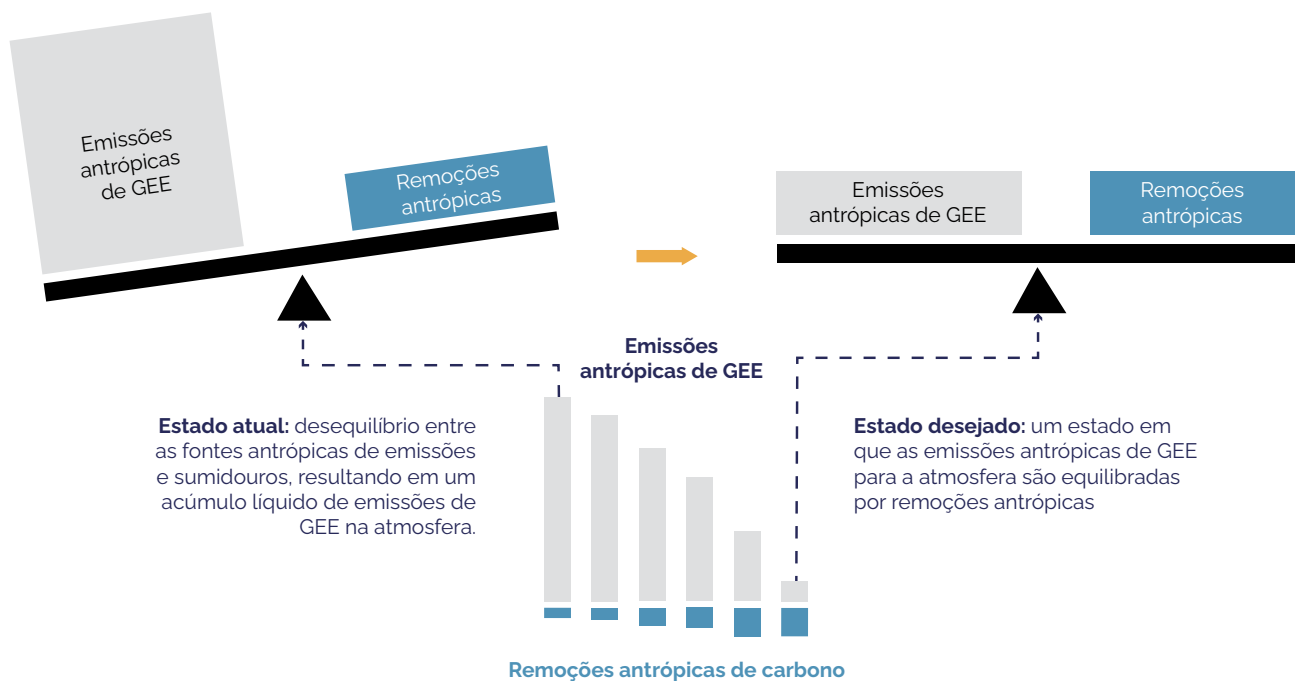 Emissões
antrópicas
de GEE
Remoções
antrópicas
Emissões
antrópicas de GEE
Remoções
antrópicas
Emissões
antrópicas de GEE
Estado atual: desequilíbrio entre
as fontes antrópicas de emissões
e sumidouros, resultando em um
acúmulo líquido de emissões de
GEE na atmosfera.
Estado desejado: um estado em
que as emissões antrópicas de GEE
para a atmosfera são equilibradas
por remoções antrópicas
Remoções antrópicas de carbono